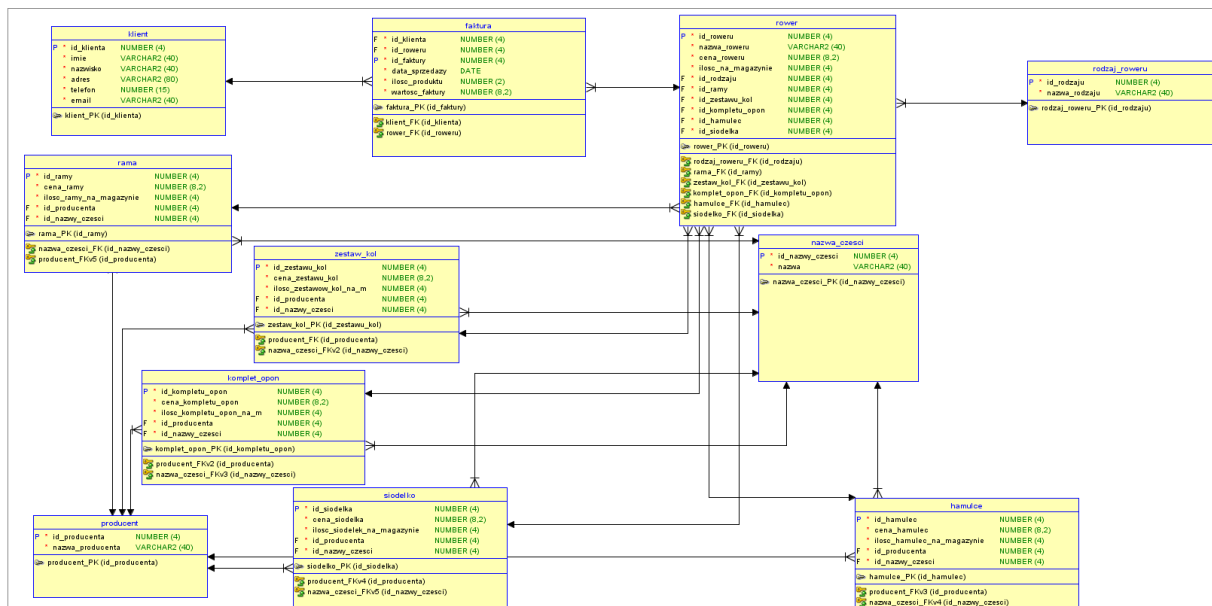 klient
P * id_klienta NUMBER (4)
* imie VARCHAR2 (40)
* nazwisko VARCHAR2 (40)
* adres VARCHAR2 (80)
* telefon NUMBER (15)
* email VARCHAR2 (40)
klient_PK (id_klienta)
faktura
F * id_klienta NUMBER (4)
F * id_roweru NUMBER (4)
P * id_faktury NUMBER (4)
* data_sprzedazy DATE
* ilosc_produktu NUMBER (2)
* wartosc_faktury NUMBER (8,2)
faktura_PK (id_faktury)
klient_FK (id_klienta)
rower_FK (id_roweru)
rower
P * id_roweru NUMBER (4)
* nazwa_roweru VARCHAR2 (40)
* cena_roweru NUMBER (8,2)
* ilosc_na_magazynie NUMBER (4)
F * id_rodzaju NUMBER (4)
F * id_ramy NUMBER (4)
F * id_zestawu_kol NUMBER (4)
F * id_kompletu_opon NUMBER (4)
F * id_hamulec NUMBER (4)
F * id_siodelka NUMBER (4)
rower_PK (id_roweru)
rodzaj_roweru_FK (id_rodzaju)
rama_FK (id_ramy)
zestaw_kol_FK (id_zestawu_kol)
komplet_opon_FK (id_kompletu_opon)
hamulce_FK (id_hamulec)
siodelko_FK (id_siodelka)
rodzaj_roweru
P * id_rodzaju NUMBER (4)
* nazwa_rodzaju VARCHAR2 (40)
rodzaj_roweru_PK (id_rodzaju)
rama
P * id_ramy NUMBER (4)
* cena_ramy NUMBER (8,2)
* ilosc_ramy_na_magazynie NUMBER (4)
F * id_producenta NUMBER (4)
F * id_nazwy_czesci NUMBER (4)
rama_PK (id_ramy)
nazwa_czesci_FK (id_nazwy_czesci)
producent_FKv5 (id_producenta)
zestaw_kol
P * id_zestawu_kol NUMBER (4)
* cena_zestawu_kol NUMBER (8,2)
* ilosc_zestawow_kol_na_m NUMBER (4)
F * id_producenta NUMBER (4)
F * id_nazwy_czesci NUMBER (4)
zestaw_kol_PK (id_zestawu_kol)
producent_FK (id_producenta)
nazwa_czesci_FKv2 (id_nazwy_czesci)
nazwa_czesci
P * id_nazwy_czesci NUMBER (4)
* nazwa VARCHAR2 (40)
nazwa_czesci_PK (id_nazwy_czesci)
komplet_opon
P * id_kompletu_opon NUMBER (4)
* cena_kompletu_opon NUMBER (8,2)
* ilosc_kompletu_opon_na_m NUMBER (4)
F * id_producenta NUMBER (4)
F * id_nazwy_czesci NUMBER (4)
komplet_opon_PK (id_kompletu_opon)
producent_FKv2 (id_producenta)
nazwa_czesci_FKv3 (id_nazwy_czesci)
producent
P * id_producenta NUMBER (4)
* nazwa_producenta VARCHAR2 (40)
producent_PK (id_producenta)
siodelko
P * id_siodelka NUMBER (4)
* cena_siodelka NUMBER (8,2)
* ilosc_siodelek_na_magazynie NUMBER (4)
F * id_producenta NUMBER (4)
F * id_nazwy_czesci NUMBER (4)
siodelko_PK (id_siodelka)
producent_FKv4 (id_producenta)
nazwa_czesci_FKv5 (id_nazwy_czesci)
hamulce
P * id_hamulec NUMBER (4)
* cena_hamulec NUMBER (8,2)
* ilosc_hamulec_na_magazynie NUMBER (4)
F * id_producenta NUMBER (4)
F * id_nazwy_czesci NUMBER (4)
hamulce_PK (id_hamulec)
producent_FKv3 (id_producenta)
nazwa_czesci_FKv4 (id_nazwy_czesci)